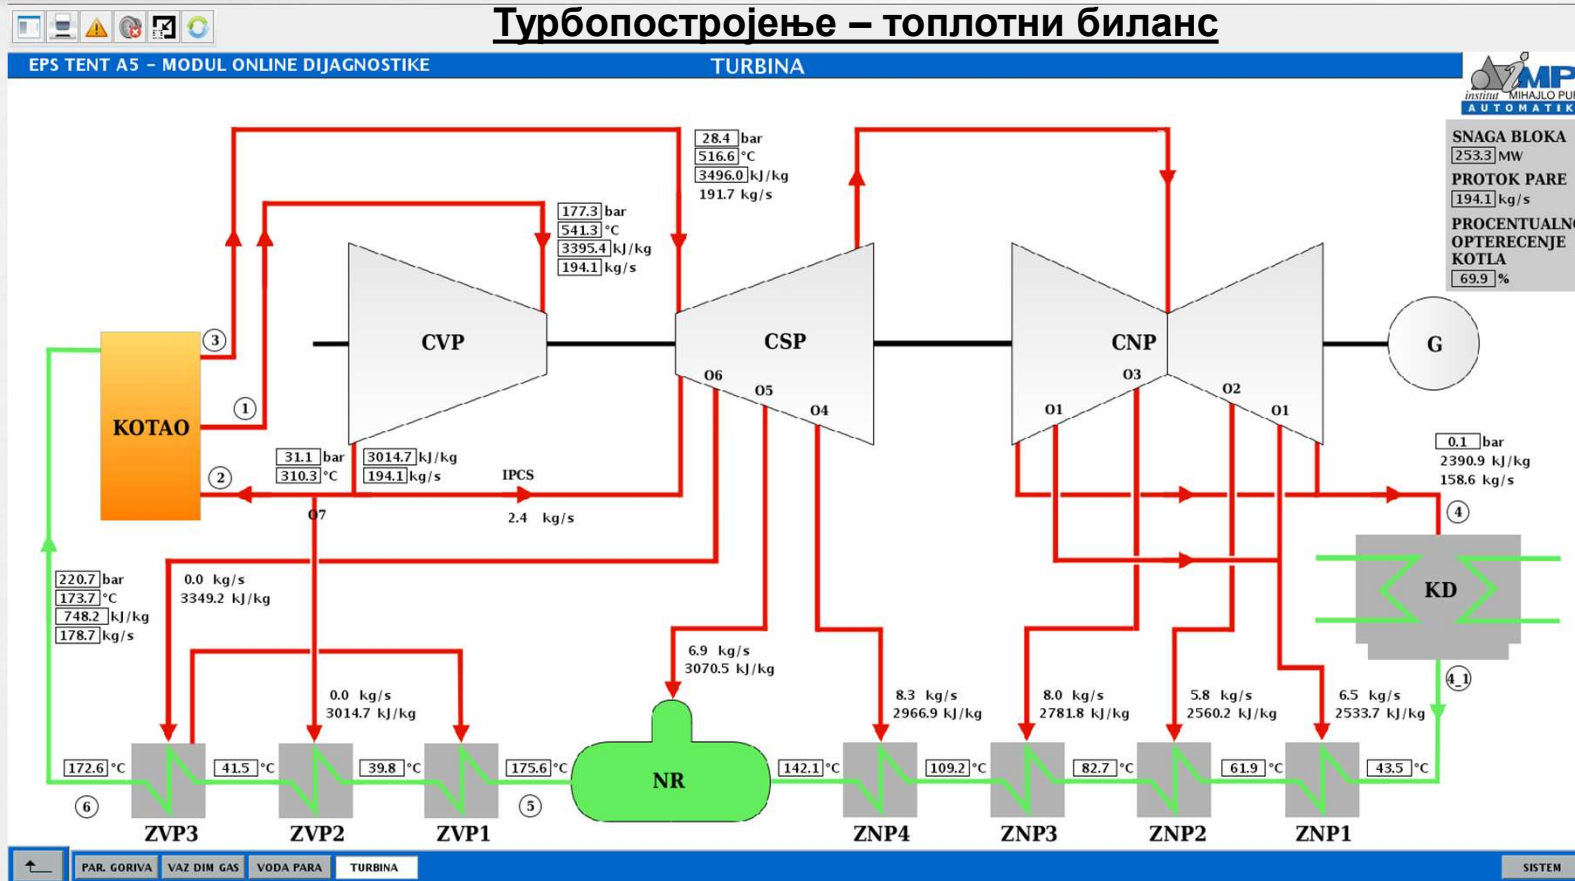 Турбопостројење – топлотни биланс
EPS TENT A5 – MODUL ONLINE DIJAGNOSTIKE
TURBINA
institut MIHAJLO PUP
AUTOMATIK
SNAGA BLOKA
253.3 MW
PROTOK PARE
194.1 kg/s
PROCENTUALNO
OPTERECENJE
KOTLA
69.9 %
28.4 bar
516.6 °C
3496.0 kJ/kg
191.7 kg/s
177.3 bar
541.3 °C
3395.4 kJ/kg
194.1 kg/s
CVP
CSP
CNP
G
O6
O5
O4
O3
O2
O1
O1
KOTAO
3
1
2
31.1 bar
310.3 °C
3014.7 kJ/kg
194.1 kg/s
IPCS
2.4 kg/s
O7
0.1 bar
2390.9 kJ/kg
158.6 kg/s
4
KD
4_1
220.7 bar
173.7 °C
748.2 kJ/kg
178.7 kg/s
0.0 kg/s
3349.2 kJ/kg
0.0 kg/s
3014.7 kJ/kg
6.9 kg/s
3070.5 kJ/kg
8.3 kg/s
2966.9 kJ/kg
8.0 kg/s
2781.8 kJ/kg
5.8 kg/s
2560.2 kJ/kg
6.5 kg/s
2533.7 kJ/kg
172.6 °C
41.5 °C
39.8 °C
175.6 °C
142.1 °C
109.2 °C
82.7 °C
61.9 °C
43.5 °C
6
5
NR
ZVP3
ZVP2
ZVP1
ZNP4
ZNP3
ZNP2
ZNP1
PAR. GORIVA
VAZ DIM GAS
VODA PARA
TURBINA
SISTEM